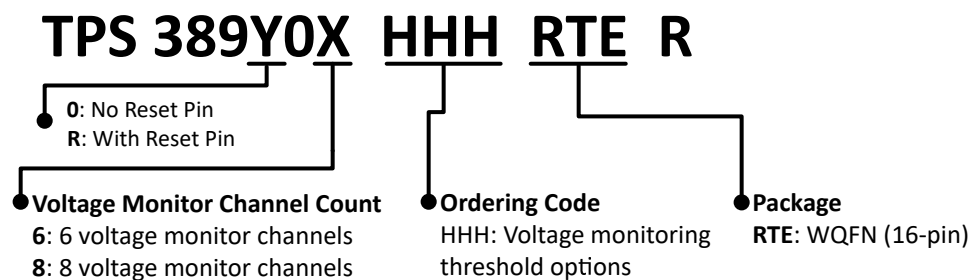 TPS 389Y0X HHH RTE R
0: No Reset Pin
R: With Reset Pin
Voltage Monitor Channel Count
6: 6 voltage monitor channels
8: 8 voltage monitor channels
Ordering Code
HHH: Voltage monitoring
threshold options
Package
RTE: WQFN (16-pin)